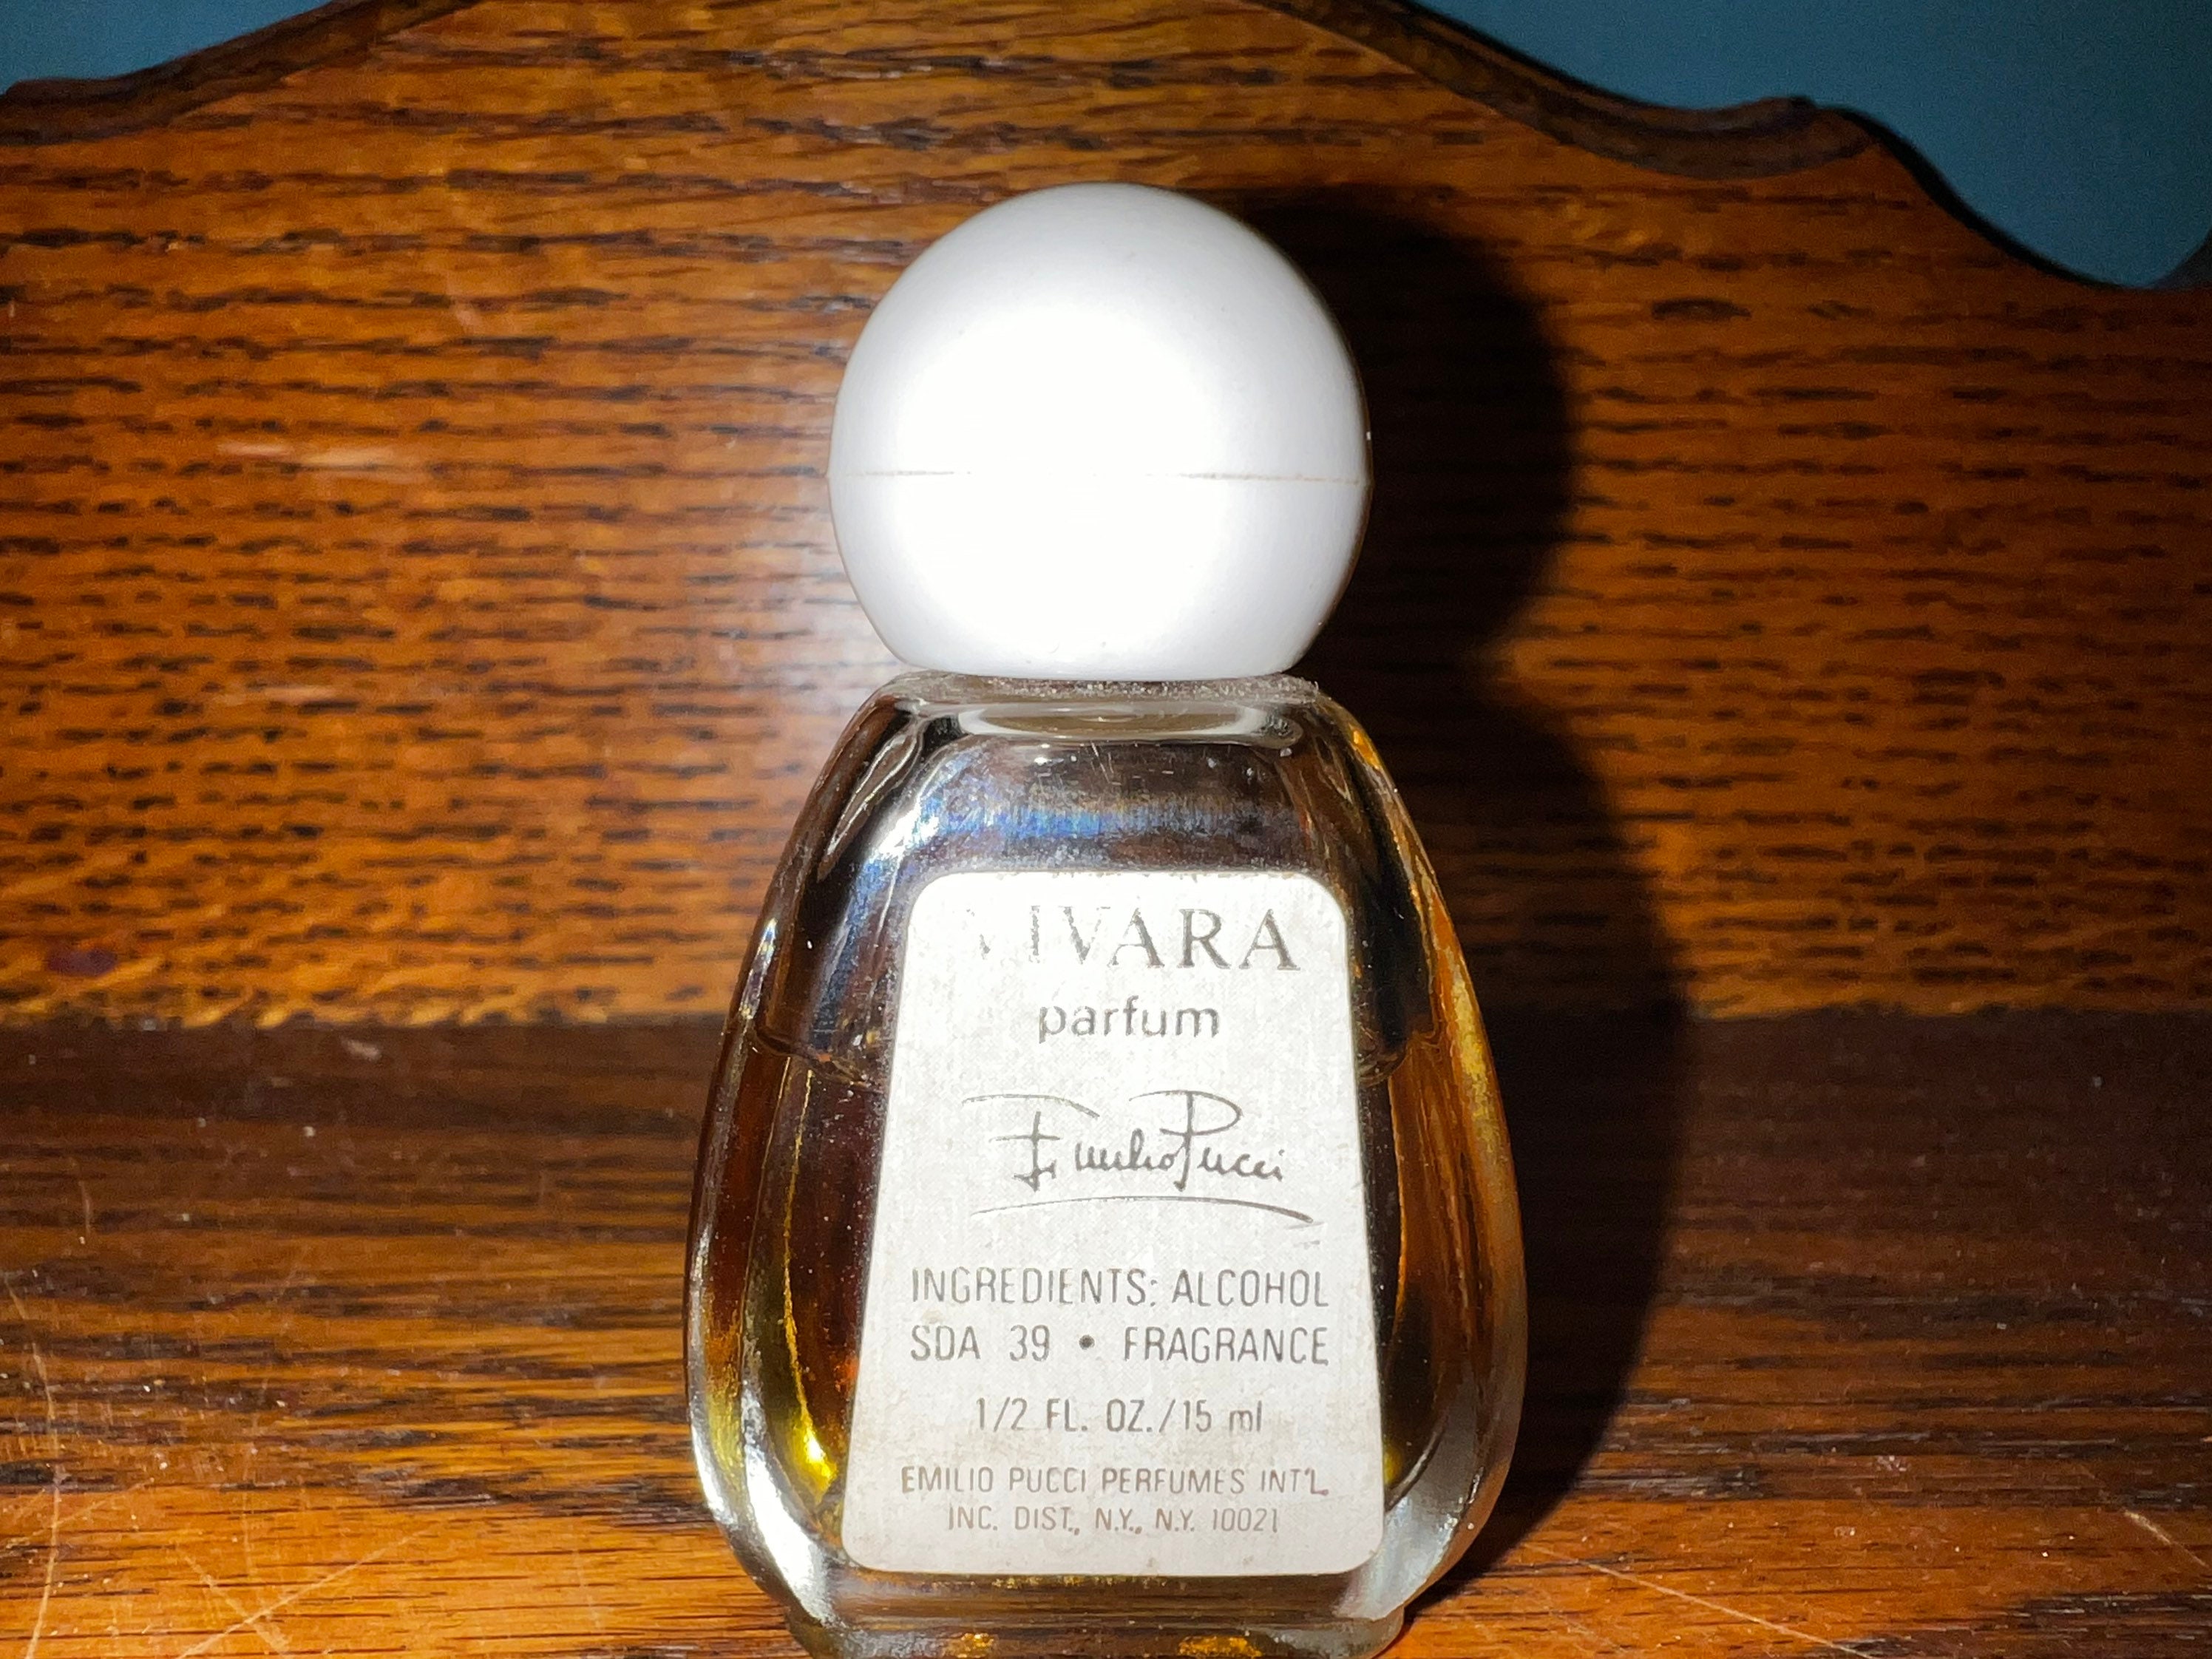 VIVARA
parfum
Emilio Pucci
INGREDIENTS: ALCOHOL
SDA 39 • FRAGRANCE
1/2 FL. OZ./15 ml
EMILIO PUCCI PERFUMES INT'L.
INC. DIST., N.Y., N.Y. 10021